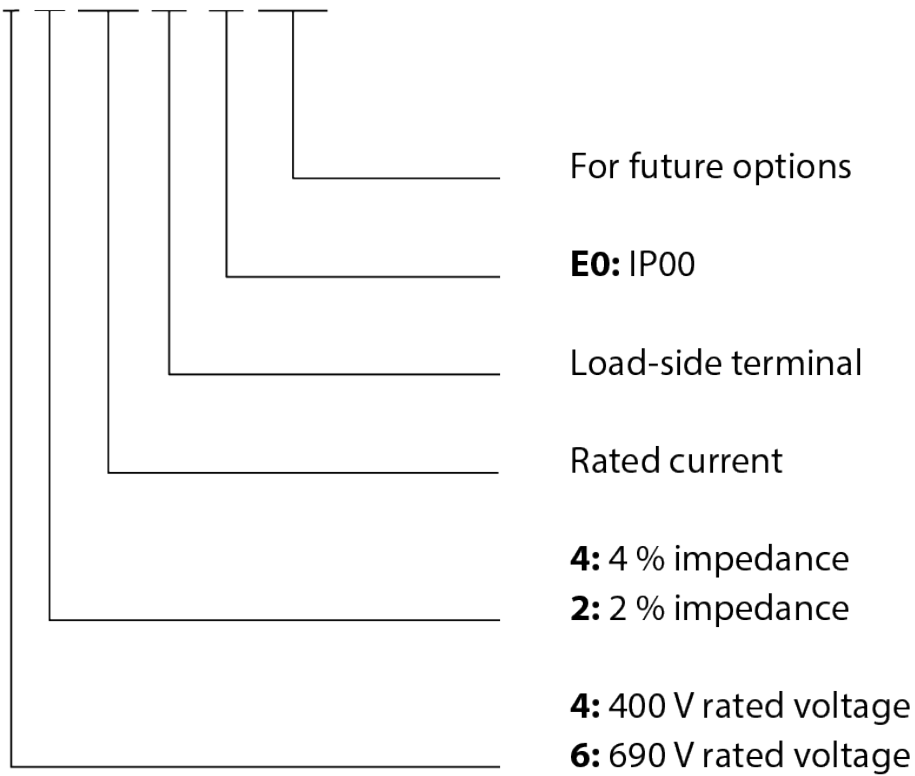 For future options
E0: IP00
Load-side terminal
Rated current
4: 4 % impedance
2: 2 % impedance
4: 400 V rated voltage
6: 690 V rated voltage